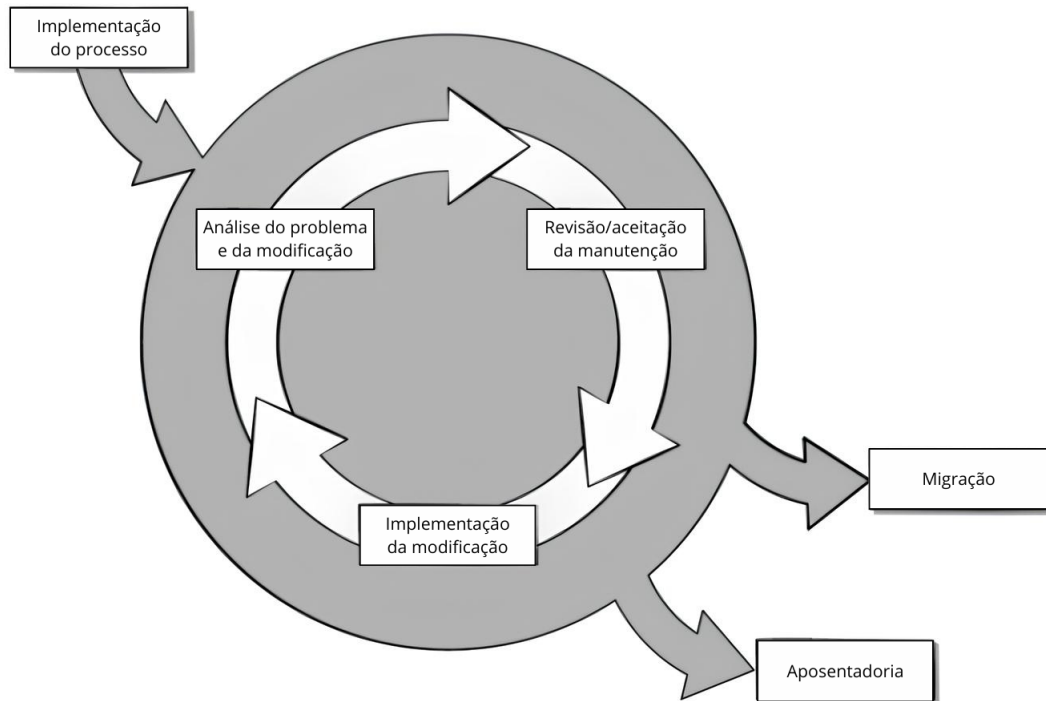 Implementação
do processo
Análise do problema
e da modificação
Revisão/aceitação
da manutenção
Implementação
da modificação
Migração
Aposentadoria